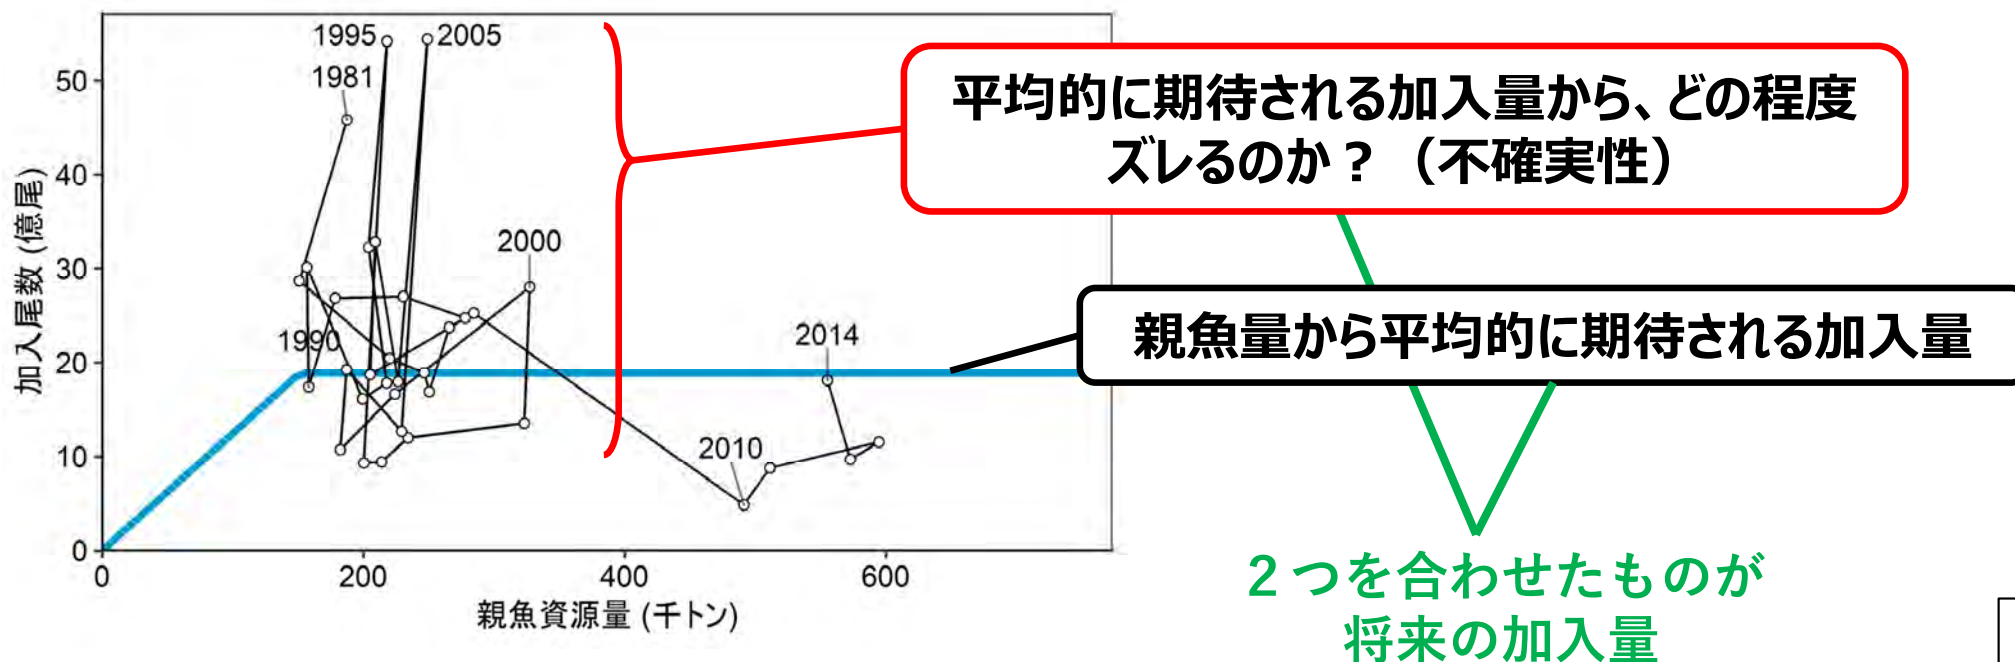 1995
2005
1981
50
40
30
20
10
0
加入尾数 (億尾)
2000
1990
2014
2010
0
200
400
600
親魚資源量 (千トン)
平均的に期待される加入量から、どの程度
ズレるのか？（不確実性）
親魚量から平均的に期待される加入量
２つを合わせたものが
将来の加入量